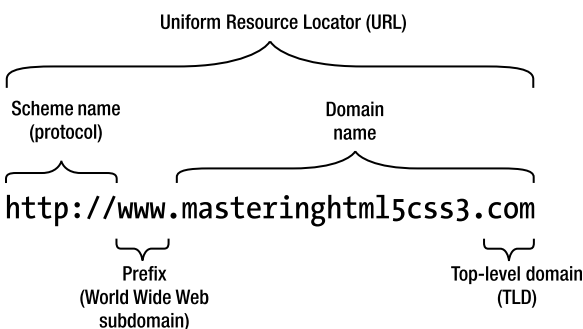 Uniform Resource Locator (URL)
Scheme name
(protocol)
Domain
name
http://www.masteringhtml5css3.com
Prefix
(World Wide Web
subdomain)
Top-level domain
(TLD)